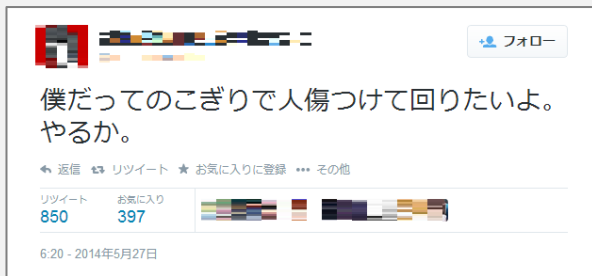 フォロー
僕だってのこぎりで人傷つけて回りたいよ。
やるか。
返信 リツイート お気に入りに登録 その他
リツイート お気に入り
850 397
6:20 - 2014年5月27日